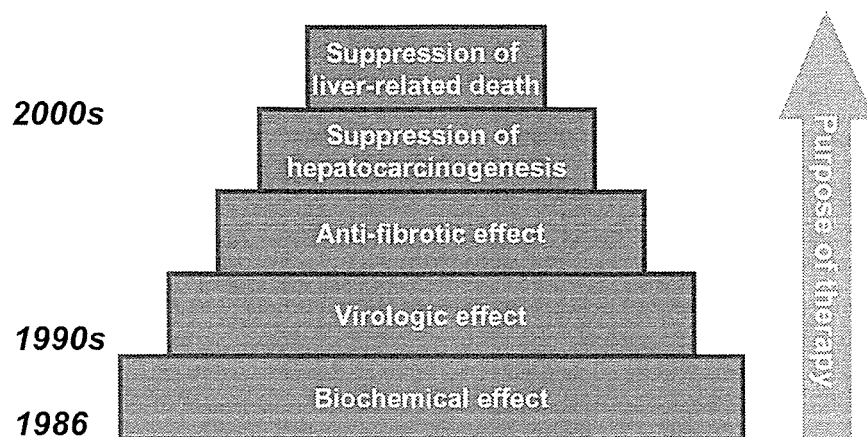 Suppression of
liver-related death
2000s
Suppression of
hepatocarcinogenesis
Anti-fibrotic effect
Virologic effect
1990s
Biochemical effect
1986
Purpose of therapy